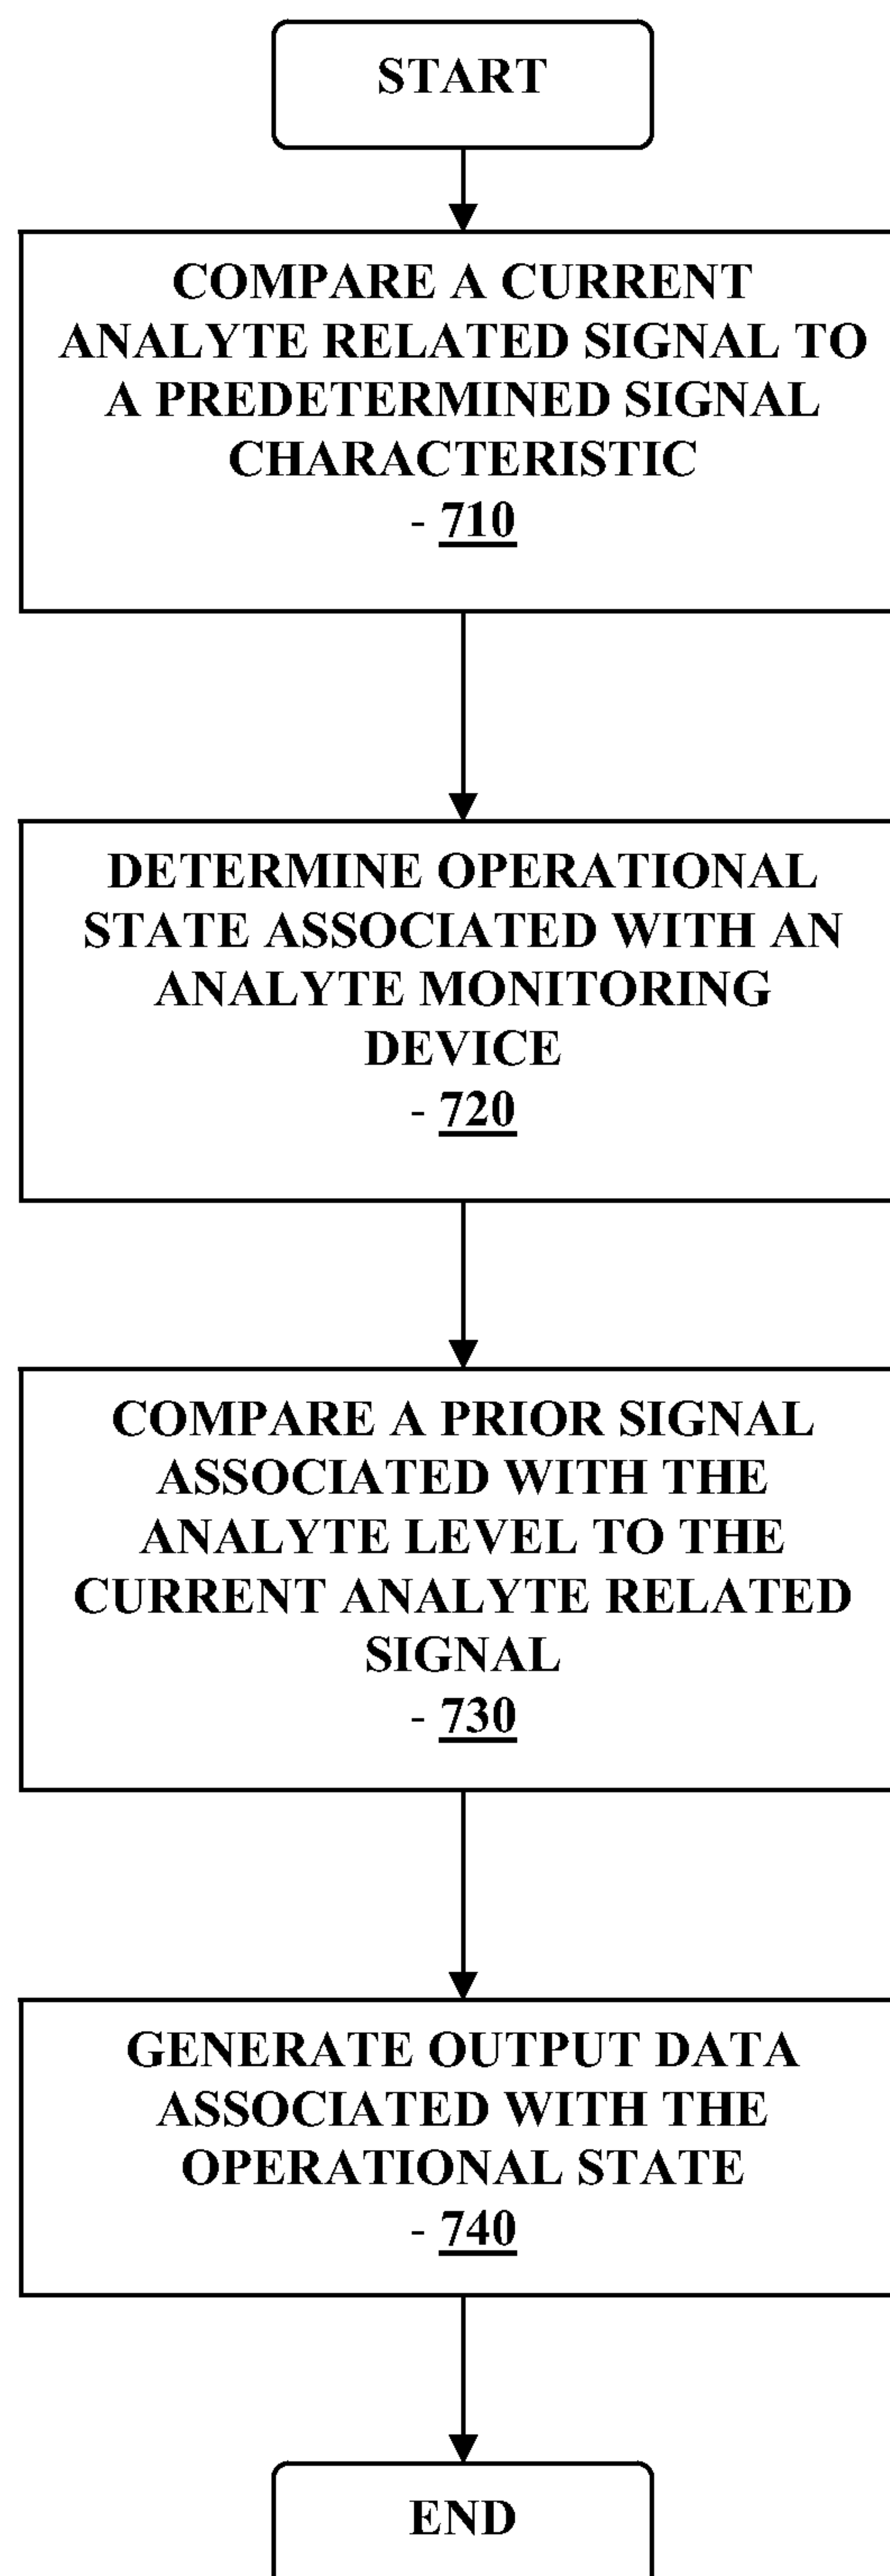 START
COMPARE A CURRENT
ANALYTE RELATED SIGNAL TO
A PREDETERMINED SIGNAL
CHARACTERISTIC
- 710
DETERMINE OPERATIONAL
STATE ASSOCIATED WITH AN
ANALYTE MONITORING
DEVICE
- 720
COMPARE A PRIOR SIGNAL
ASSOCIATED WITH THE
ANALYTE LEVEL TO THE
CURRENT ANALYTE RELATED
SIGNAL
- 730
GENERATE OUTPUT DATA
ASSOCIATED WITH THE
OPERATIONAL STATE
- 740
END